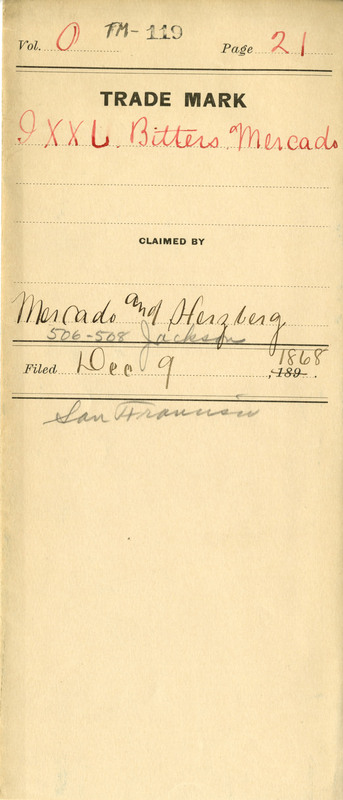 Vol. 0 TM-119 Page 21
TRADE MARK
IXXL Bitters Mercado
CLAIMED BY
Mercado and Herzberg
506-508 Jackson
Filed Dec 9 1868 , 189 .
San Francisco